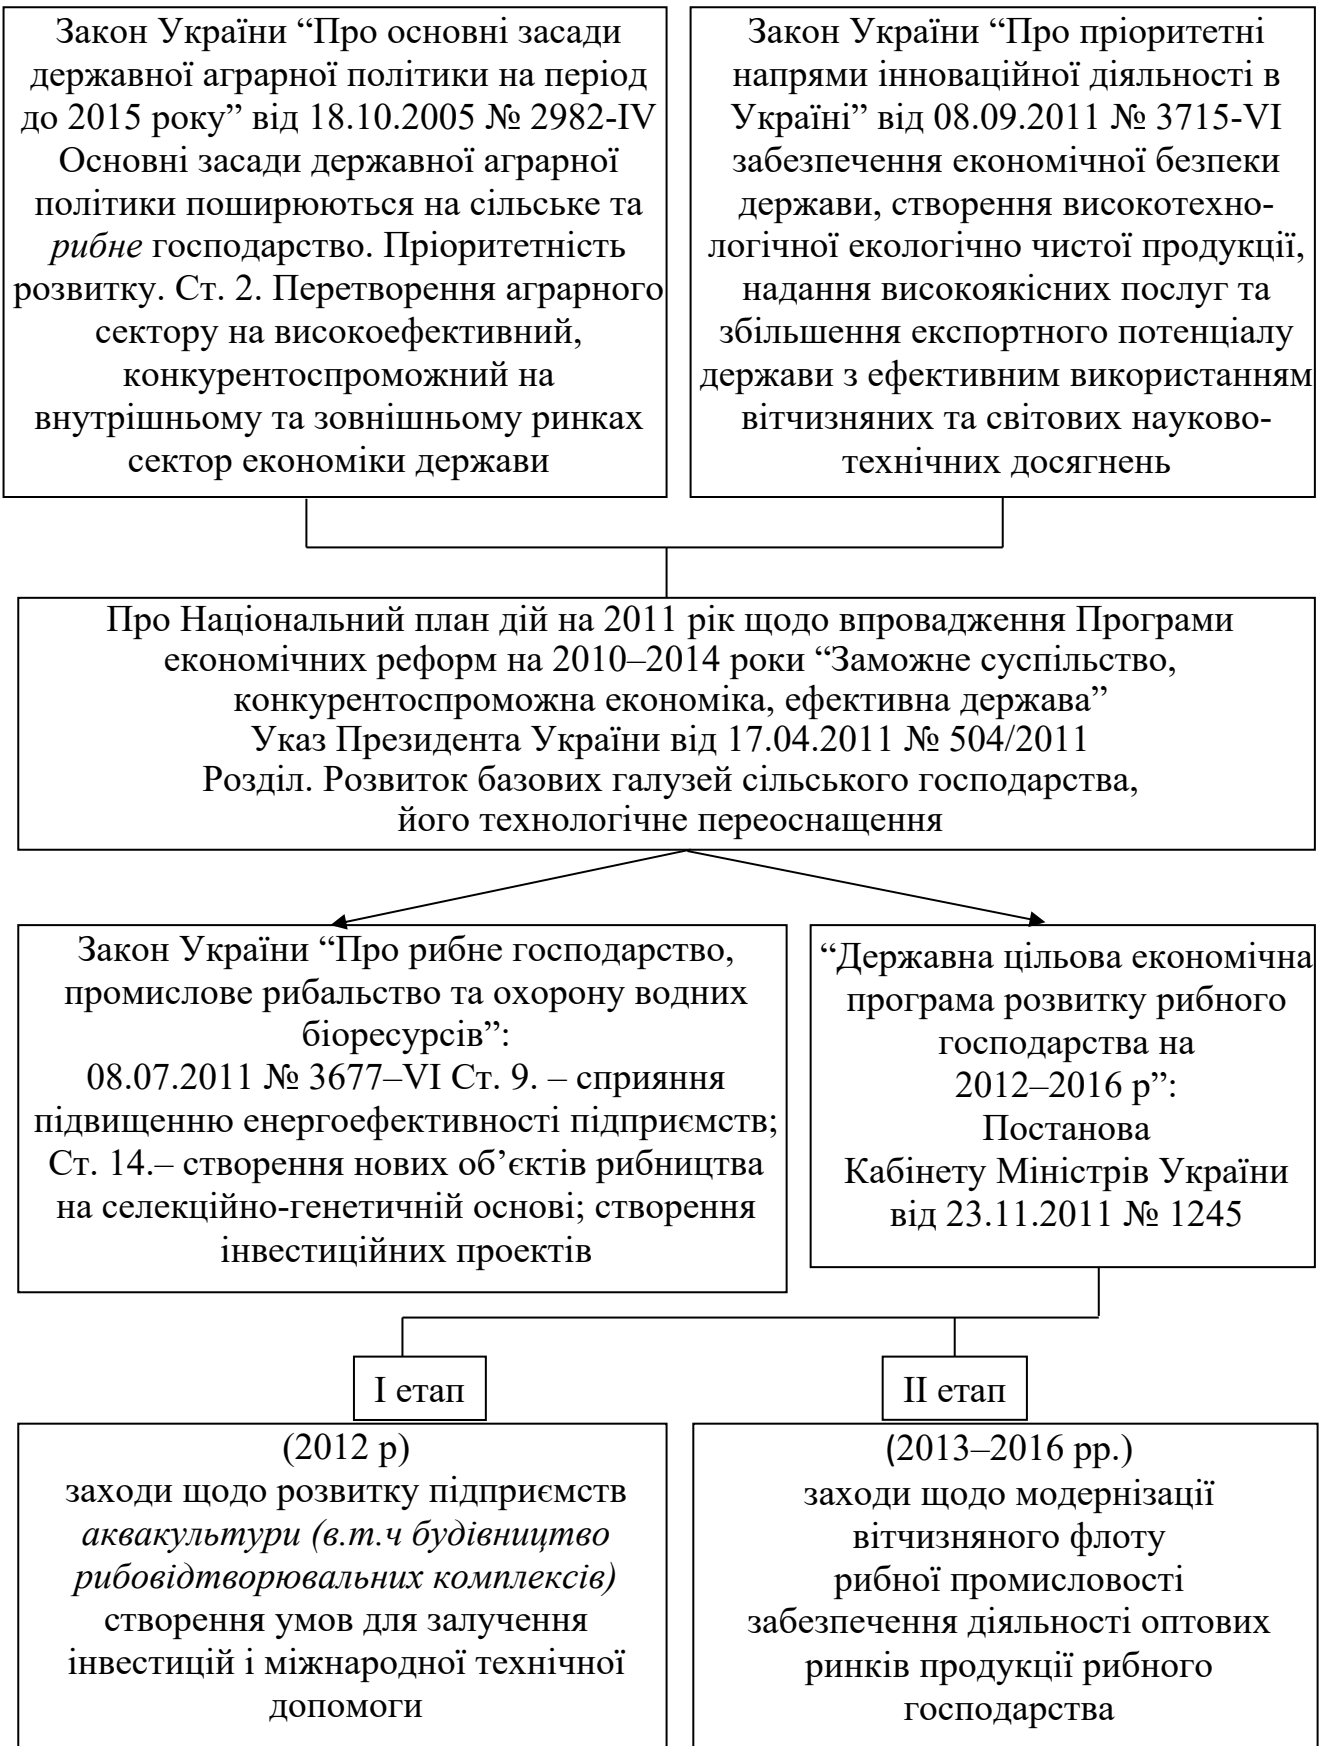 Закон України “Про основні засади
державної аграрної політики на період
до 2015 року” від 18.10.2005 № 2982-IV
Основні засади державної аграрної
політики поширюються на сільське та
рибне господарство. Пріоритетність
розвитку. Ст. 2. Перетворення аграрного
сектору на високоефективний,
конкурентоспроможний на
внутрішньому та зовнішньому ринках
сектор економіки держави
Закон України “Про пріоритетні
напрями інноваційної діяльності в
Україні” від 08.09.2011 № 3715-VI
забезпечення економічної безпеки
держави, створення високотехно-
логічної екологічно чистої продукції,
надання високоякісних послуг та
збільшення експортного потенціалу
держави з ефективним використанням
вітчизняних та світових науково-
технічних досягнень
Про Національний план дій на 2011 рік щодо впровадження Програми
економічних реформ на 2010–2014 роки “Заможне суспільство,
конкурентоспроможна економіка, ефективна держава”
Указ Президента України від 17.04.2011 № 504/2011
Розділ. Розвиток базових галузей сільського господарства,
його технологічне переоснащення
Закон України “Про рибне господарство,
промислове рибальство та охорону водних
біоресурсів”:
08.07.2011 № 3677–VI Ст. 9. – сприяння
підвищенню енергоефективності підприємств;
Ст. 14.– створення нових об’єктів рибництва
на селекційно-генетичній основі; створення
інвестиційних проектів
“Державна цільова економічна
програма розвитку рибного
господарства на
2012–2016 р”:
Постанова
Кабінету Міністрів України
від 23.11.2011 № 1245
I етап
II етап
(2012 р)
заходи щодо розвитку підприємств
аквакультури (в.т.ч будівництво
рибовідтворювальних комплексів)
створення умов для залучення
інвестицій і міжнародної технічної
допомоги
(2013–2016 рр.)
заходи щодо модернізації
вітчизняного флоту
рибної промисловості
забезпечення діяльності оптових
ринків продукції рибного
господарства